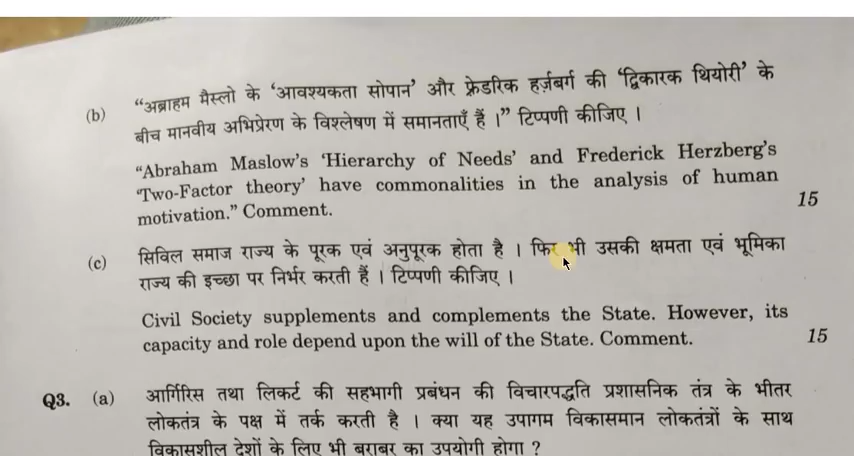 (b) “अब्राहम मैस्लो के ‘आवश्यकता सोपान’ और फ़्रेडरिक हर्ज़बर्ग की ‘द्विकारक थियोरी’ के
बीच मानवीय अभिप्रेरण के विश्लेषण में समानताएँ हैं ।” टिप्पणी कीजिए ।
“Abraham Maslow’s ‘Hierarchy of Needs’ and Frederick Herzberg’s
‘Two-Factor theory’ have commonalities in the analysis of human
motivation.” Comment. 15
(c) सिविल समाज राज्य के पूरक एवं अनुपूरक होता है । फिर भी उसकी क्षमता एवं भूमिका
राज्य की इच्छा पर निर्भर करती हैं । टिप्पणी कीजिए ।
Civil Society supplements and complements the State. However, its
capacity and role depend upon the will of the State. Comment. 15
Q3. (a) आर्गिरिस तथा लिकर्ट की सहभागी प्रबंधन की विचारपद्धति प्रशासनिक तंत्र के भीतर
लोकतंत्र के पक्ष में तर्क करती है । क्या यह उपागम विकासमान लोकतंत्रों के साथ
विकासशील देशों के लिए भी बराबर का उपयोगी होगा ?